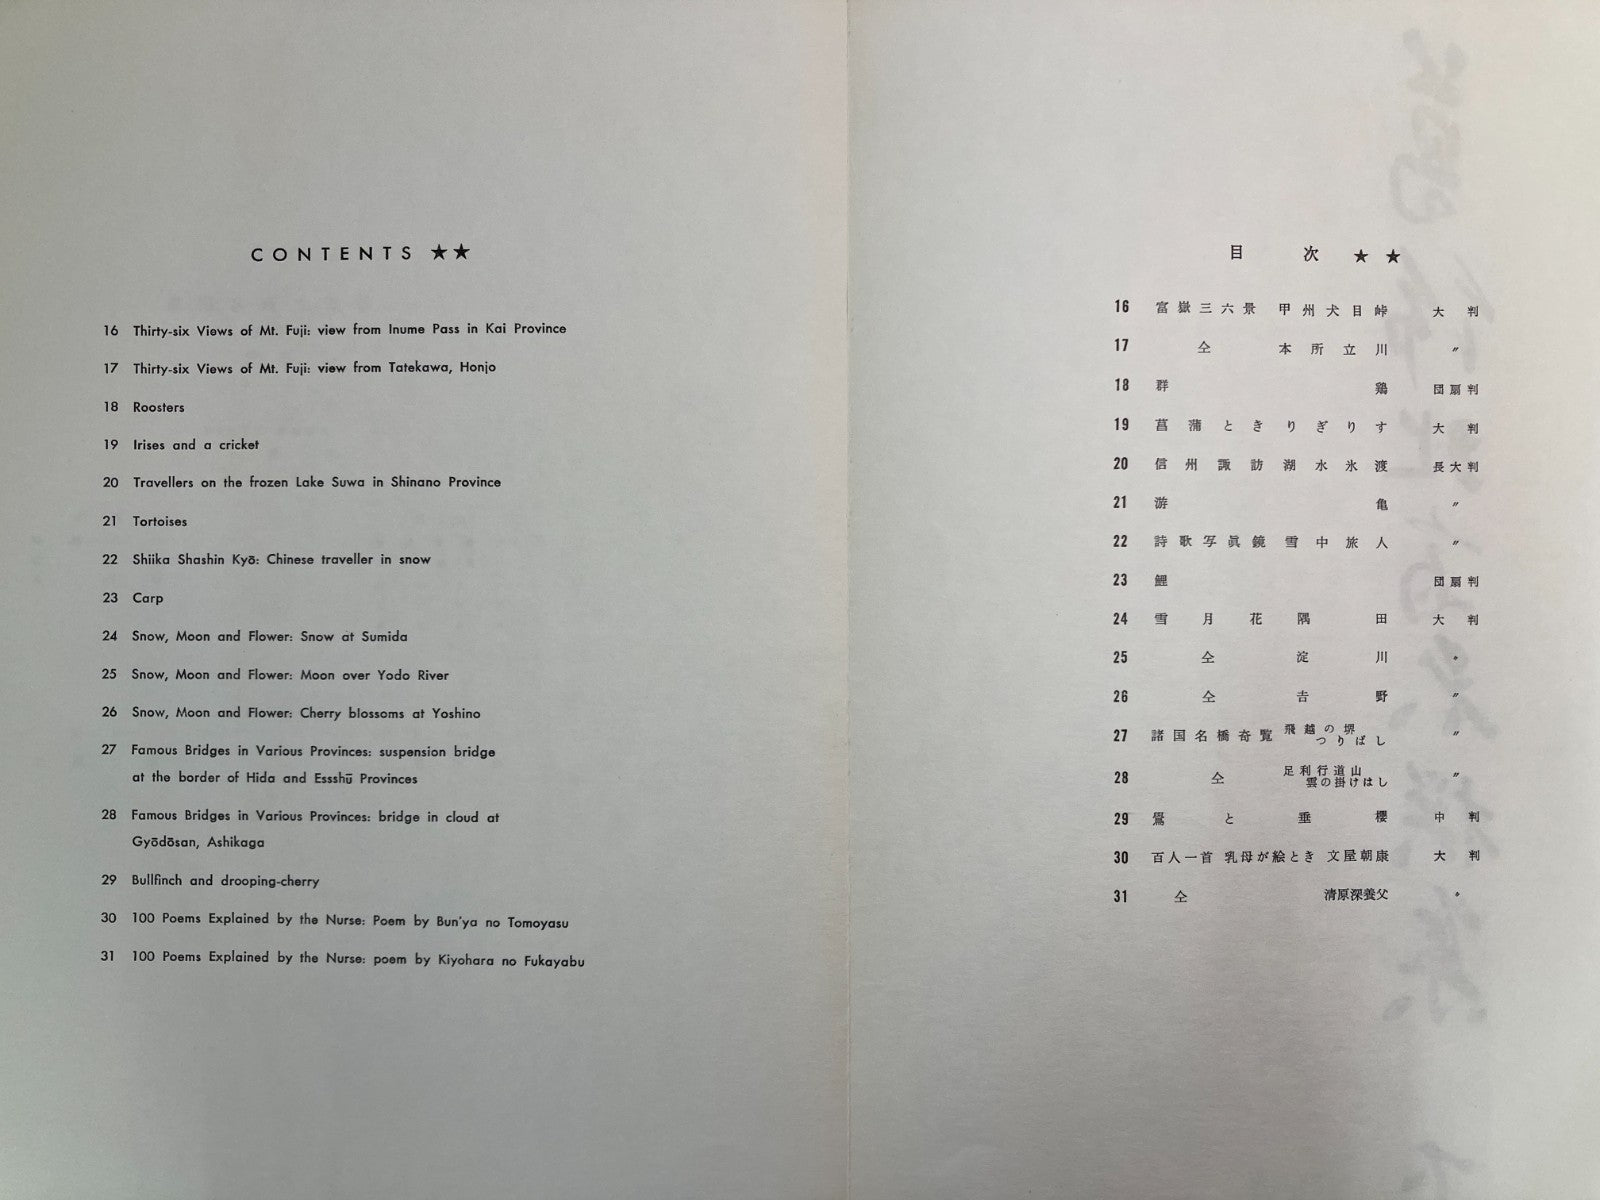 CONTENTS ★★
16 Thirty-six Views of Mt. Fuji: view from Inume Pass in Kai Province
17 Thirty-six Views of Mt. Fuji: view from Tatekawa, Honjo
18 Roosters
19 Irises and a cricket
20 Travellers on the frozen Lake Suwa in Shinano Province
21 Tortoises
22 Shiika Shashin Kyō: Chinese traveller in snow
23 Carp
24 Snow, Moon and Flower: Snow at Sumida
25 Snow, Moon and Flower: Moon over Yodo River
26 Snow, Moon and Flower: Cherry blossoms at Yoshino
27 Famous Bridges in Various Provinces: suspension bridge
at the border of Hida and Essshū Provinces
28 Famous Bridges in Various Provinces: bridge in cloud at
Gyōdōsan, Ashikaga
29 Bullfinch and drooping-cherry
30 100 Poems Explained by the Nurse: Poem by Bun'ya no Tomoyasu
31 100 Poems Explained by the Nurse: poem by Kiyohara no Fukayabu
目次 ★★
16 富嶽三六景 甲州犬目峠 大判
17 仝 本所立川 〃
18 群鶏 団扇判
19 菖蒲ときりぎりす 大判
20 信州諏訪湖水氷渡 長大判
21 游亀 〃
22 詩歌写眞鏡 雪中旅人 〃
23 鯉 団扇判
24 雪月花 隅田 大判
25 仝 淀川 〃
26 仝 吉野 〃
27 諸国名橋奇覧 飛越の堺 〃
つりばし
28 仝 足利行道山 〃
雲の掛けはし
29 鷽と垂櫻 中判
30 百人一首 乳母が絵とき 文屋朝康 大判
31 仝 清原深養父 〃